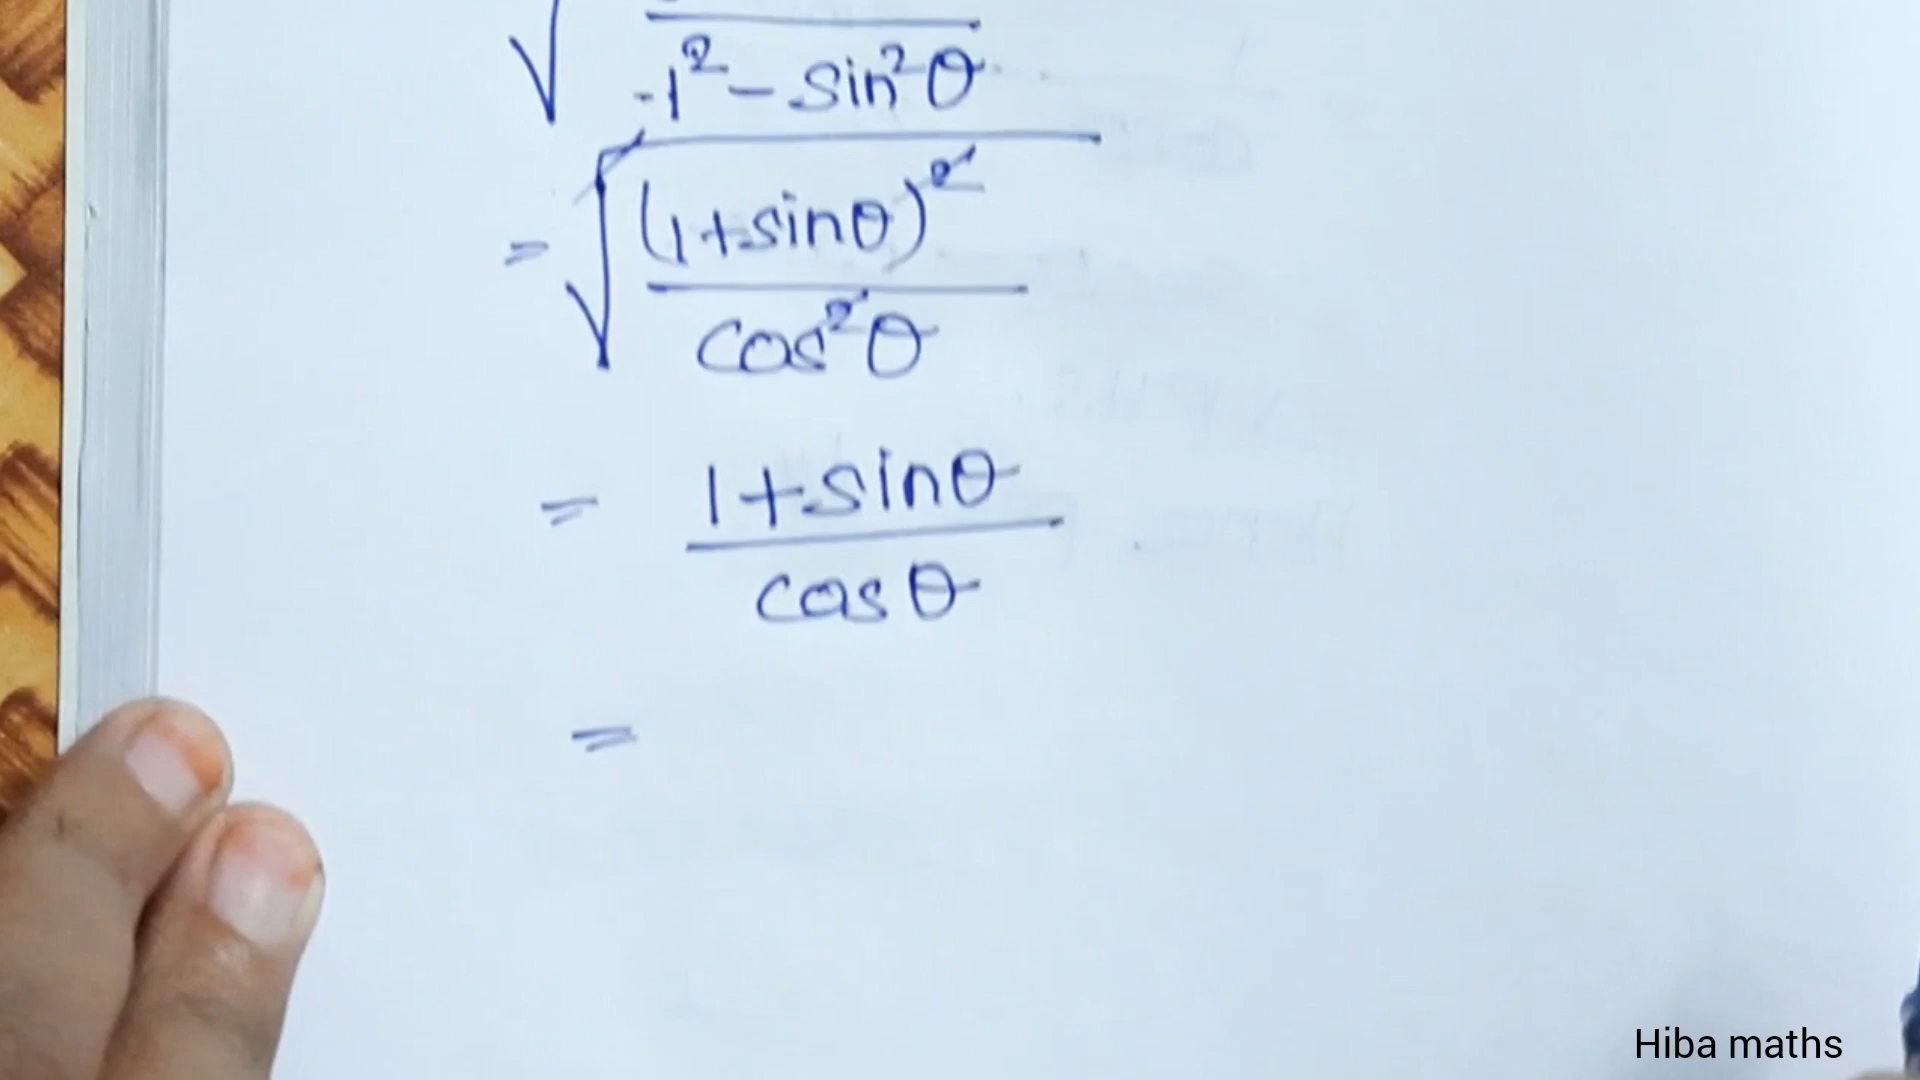 √ 1² - sin²θ
= √ (1+sinθ)²
cos²θ
= 1+sinθ
cosθ
=
Hiba maths